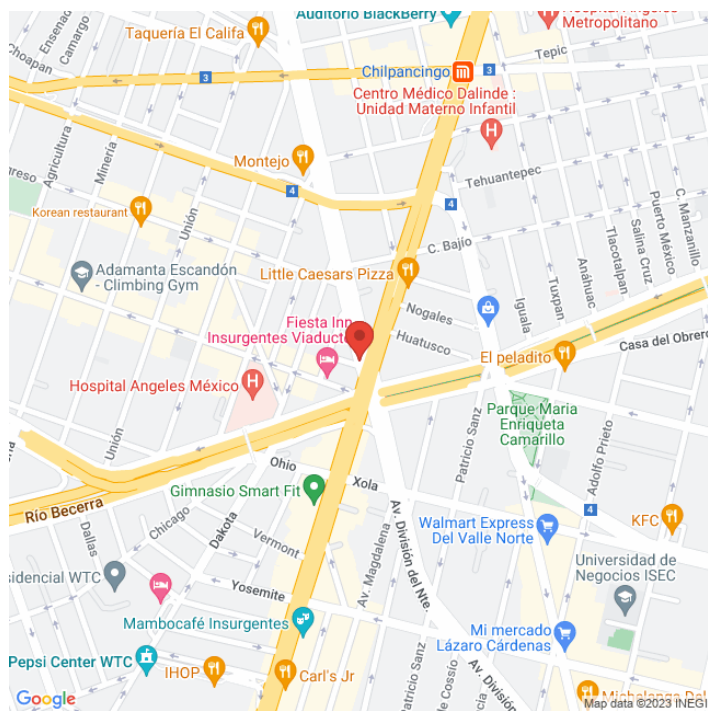 Auditorio BlackBerry
Metropolitano
Taquería El Califa
Ensenada
Camargo
Choapan
3
Chilpancingo
3
Tepic
Centro Médico Dalinde :
Unidad Materno Infantil
Agricultura
Minería
Montejo
4
Tehuantepec
4
Korean restaurant
Unión
C. Bajío
C. Manzanillo
Puerto México
Salina Cruz
Tlacotalpan
Anáhuac
Tuxpan
Iguala
Adamanta Escandón
- Climbing Gym
Little Caesars Pizza
Nogales
Huatusco
Fiesta Inn
Insurgentes Viaducto
El peladito
Casa del Obrero
Hospital Angeles México
Parque Maria
Enriqueta
Camarillo
Unión
Patricio Sanz
Adolfo Prieto
Ohio
Xola
Gimnasio Smart Fit
Río Becerra
Chicago
Dakota
Dallas
Vermont
Av. División del Nte.
Av. Magdalena
Walmart Express
Del Valle Norte
4
KFC
Universidad de
Negocios ISEC
sidencial WTC
Yosemite
Mambocafé Insurgentes
Mi mercado
Lázaro Cárdenas
Pepsi Center WTC
IHOP
Carl's Jr
Patricio Sanz
de Cossío
Av. División
Google
Map data ©2023 INEGI